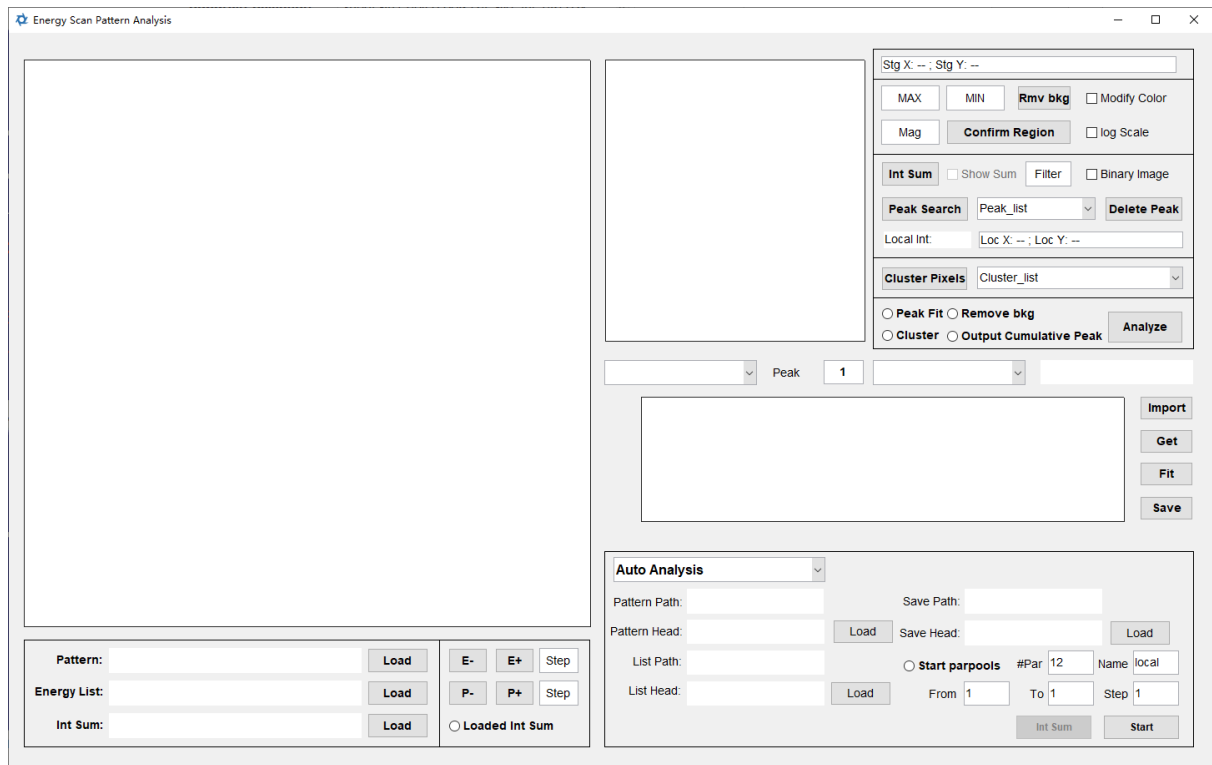 Energy Scan Pattern Analysis
Stg X: -- ; Stg Y: --
MAX MIN Rmv bkg Modify Color
Mag Confirm Region log Scale
Int Sum Show Sum Filter Binary Image
Peak Search Peak_list Delete Peak
Local Int: Loc X: -- ; Loc Y: --
Cluster Pixels Cluster_list
Peak Fit Remove bkg
Cluster Output Cumulative Peak Analyze
Peak 1
Import
Get
Fit
Save
Auto Analysis
Pattern Path: Save Path:
Pattern Head: Load Save Head: Load
List Path: Start parpools #Par 12 Name local
List Head: Load From 1 To 1 Step 1
Int Sum Start
Pattern: Load E- E+ Step
Energy List: Load P- P+ Step
Int Sum: Load Loaded Int Sum